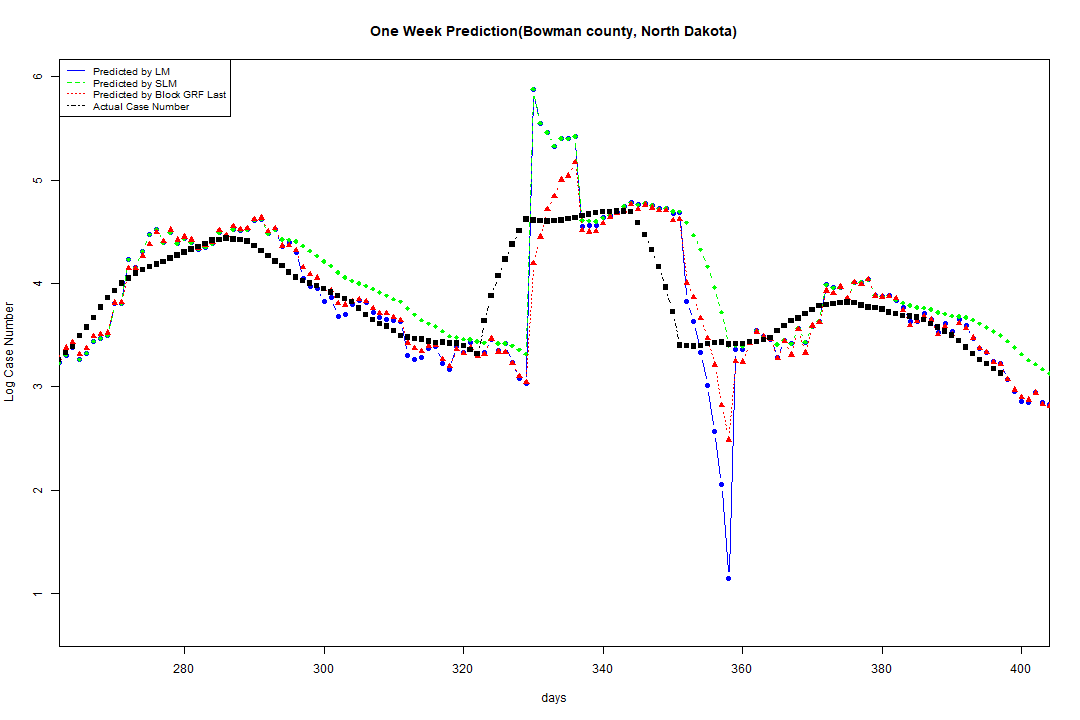 One Week Prediction(Bowman county, North Dakota)
Predicted by LM
Predicted by SLM
Predicted by Block GRF Last
Actual Case Number
6
5
4
3
2
1
Log Case Number
280 300 320 340 360 380 400
days